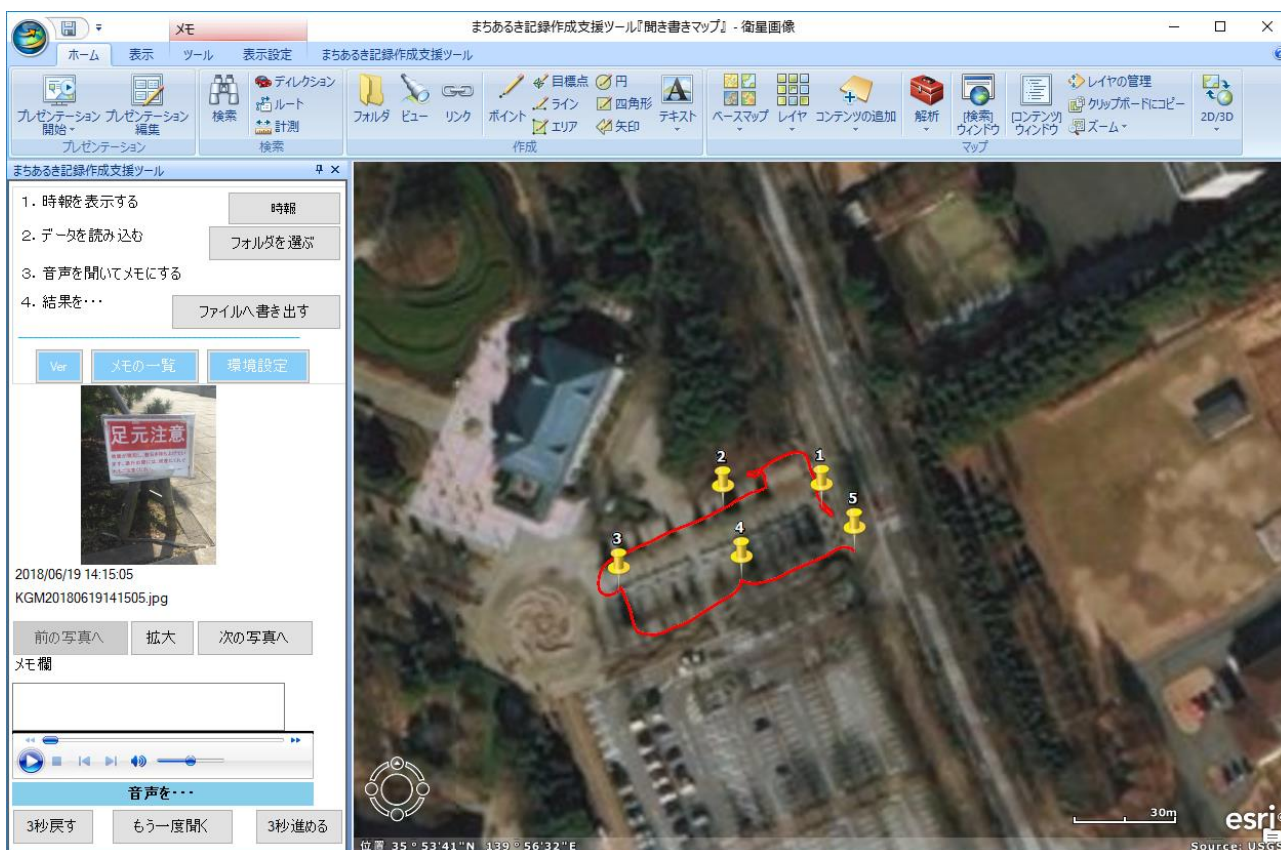 まちあるき記録作成支援ツール『聞き書きマップ』 - 衛星画像
メモ
ホーム 表示 ツール 表示設定 まちあるき記録作成支援ツール
プレゼンテーション開始
プレゼンテーション編集
プレゼンテーション
検索
ディレクション
ルート
計測
検索
フォルダ
ビュー
リンク
ポイント
目標点
ライン
エリア
円
四角形
矢印
テキスト
作成
ベースマップ
レイヤ
コンテンツの追加
解析
[検索]ウィンドウ
[コンテンツ]ウィンドウ
レイヤの管理
クリップボードにコピー
ズーム
2D/3D
マップ
まちあるき記録作成支援ツール
1. 時報を表示する
時報
2. データを読み込む
フォルダを選ぶ
3. 音声を聞いてメモにする
4. 結果を・・・
ファイルへ書き出す
Ver
メモの一覧
環境設定
足元注意
2018/06/19 14:15:05
KGM20180619141505.jpg
前の写真へ
拡大
次の写真へ
メモ欄
音声を・・・
3秒戻す
もう一度聞く
3秒進める
1
2
3
4
5
30m
esri
位置 35 ° 53'41"N 139 ° 56'32"E
Source: USGS